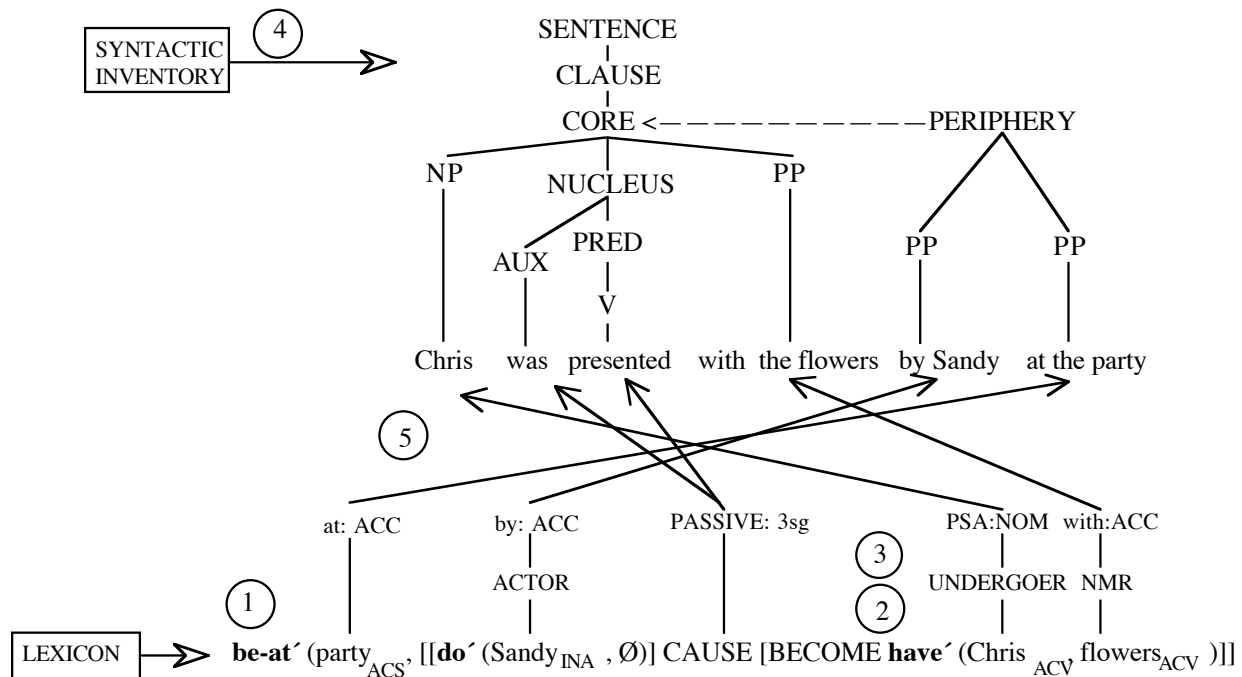 4
SENTENCE
SYNTACTIC
INVENTORY
CLAUSE
CORE PERIPHERY
NP NUCLEUS PP
AUX PRED PP PP
V
Chris was presented with the flowers by Sandy at the party
5
at: ACC by: ACC PASSIVE: 3sg PSA:NOM with:ACC
3
ACTOR UNDERGOER NMR
1 2
LEXICON be-at´ (party ACS, [[do´ (Sandy INA , Ø)] CAUSE [BECOME have´ (Chris ACV, flowers ACV )]]